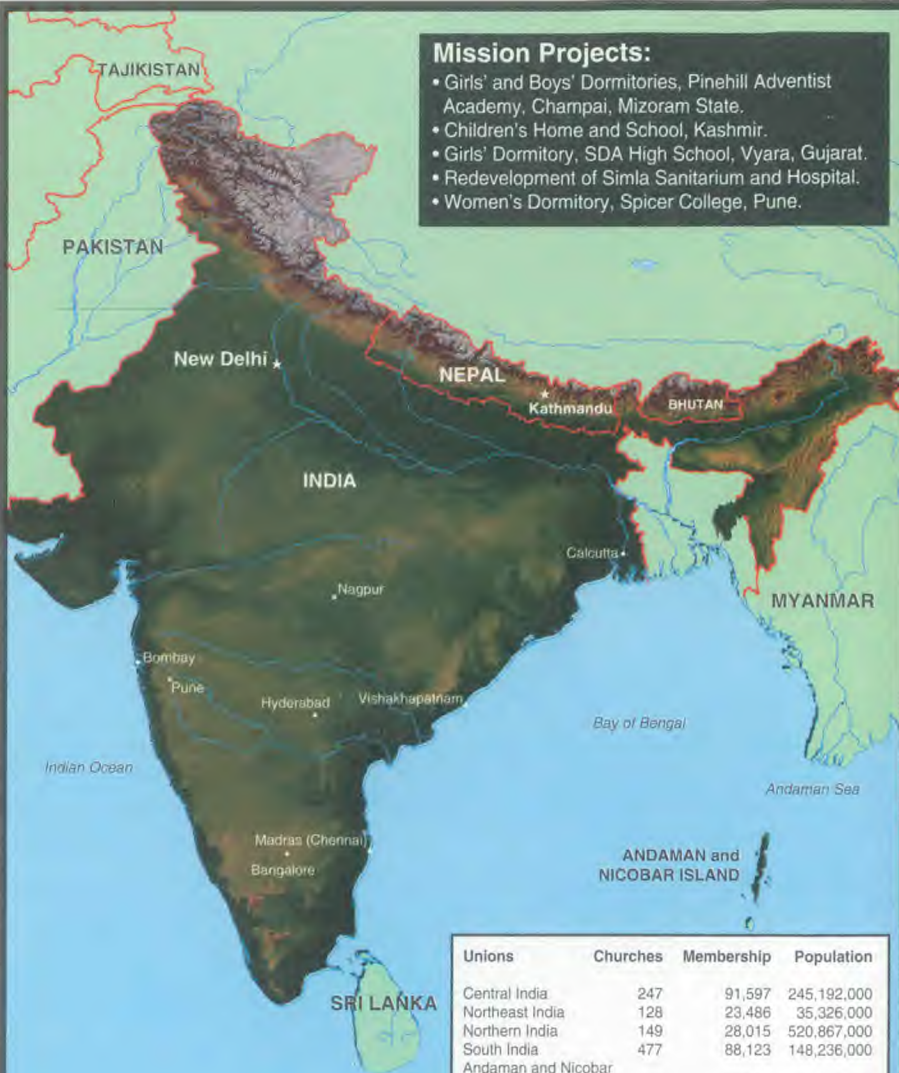 Mission Projects:
• Girls' and Boys' Dormitories, Pinehill Adventist
Academy, Champai, Mizoram State.
• Children's Home and School, Kashmir.
• Girls' Dormitory, SDA High School, Vyara, Gujarat.
• Redevelopment of Simla Sanitarium and Hospital.
• Women's Dormitory, Spicer College, Pune.
TAJIKISTAN
PAKISTAN
New Delhi
NEPAL
Kathmandu
BHUTAN
INDIA
Calcutta
Nagpur
MYANMAR
Bombay
Pune
Hyderabad
Vishakhapatnam
Bay of Bengal
Indian Ocean
Andaman Sea
Madras (Chennai)
Bangalore
ANDAMAN and
NICOBAR ISLAND
SRI LANKA
Unions Churches Membership Population
Central India 247 91,597 245,192,000
Northeast India 128 23,486 35,326,000
Northern India 149 28,015 520,867,000
South India 477 88,123 148,236,000
Andaman and Nicobar